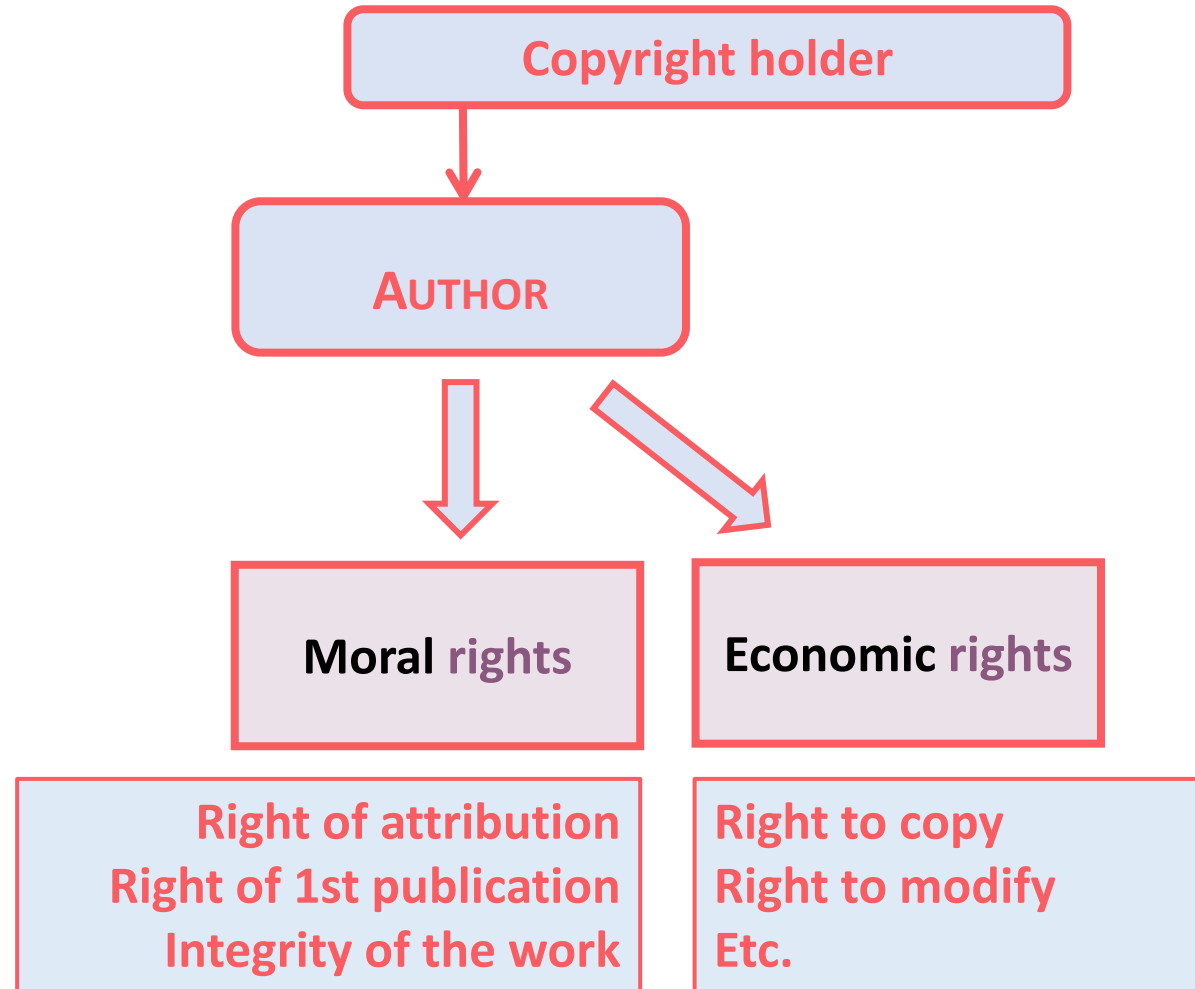 Copyright holder
AUTHOR
Moral rights
Economic rights
Right of attribution
Right of 1st publication
Integrity of the work
Right to copy
Right to modify
Etc.